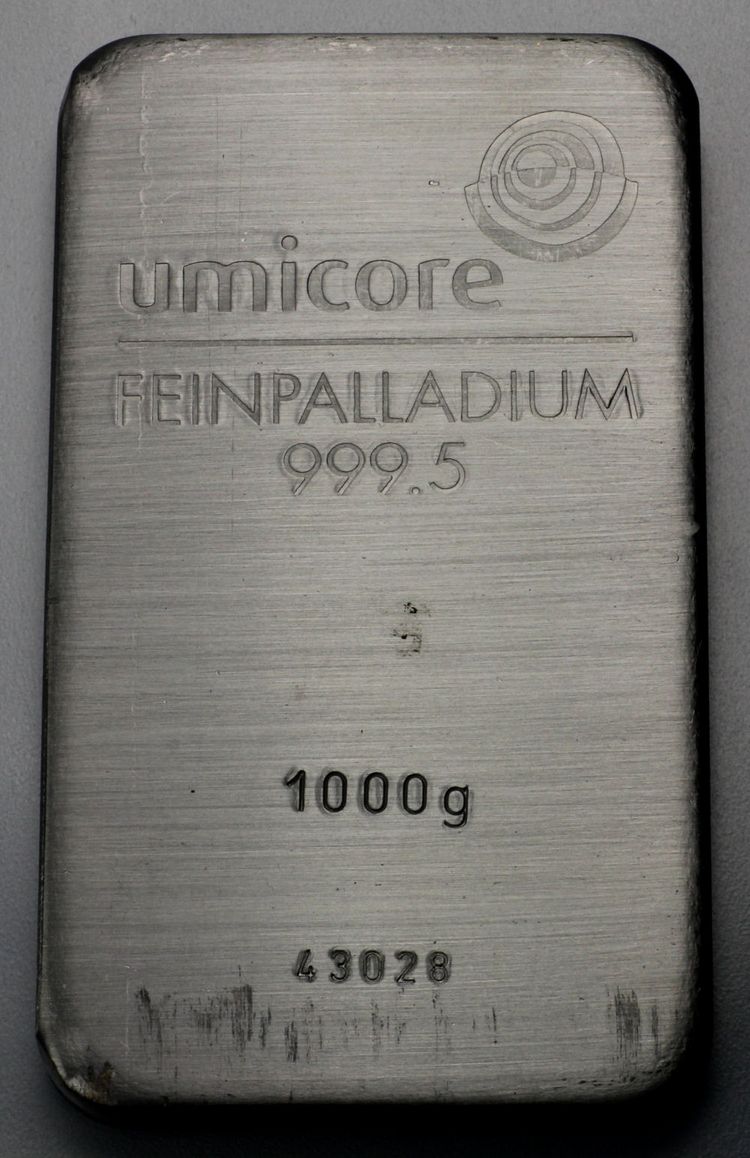 umicore
FEINPALLADIUM
999.5
1000g
43028